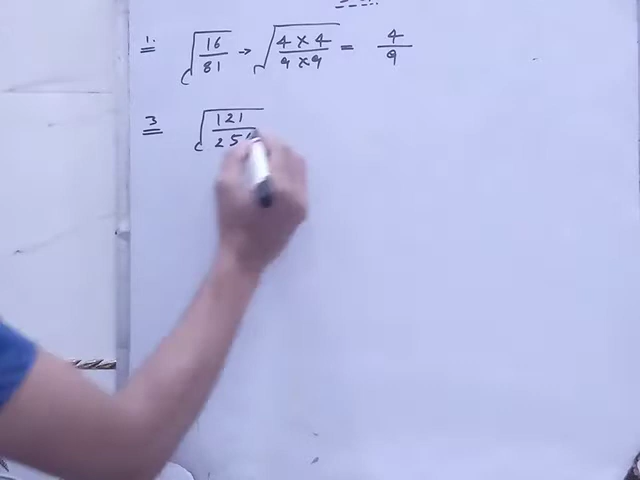 1. √16/81 → √4×4/9×9 = 4/9
3 √121/25